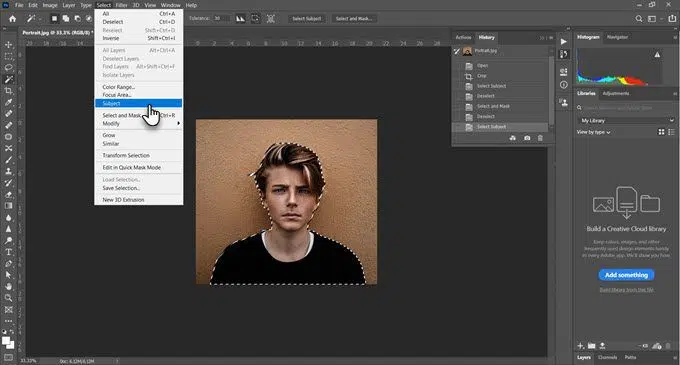 File Edit Image Layer Type Select Filter 3D View Window Help
Tolerance: 30 Select Subject Select and Mask...
Portrait.jpg @ 33.3% (RGB/8) *
All Ctrl+A
Deselect Ctrl+D
Reselect Shift+Ctrl+D
Inverse Shift+Ctrl+I
All Layers Alt+Ctrl+A
Deselect Layers
Find Layers Alt+Shift+Ctrl+F
Isolate Layers
Color Range...
Focus Area...
Subject
Select and Mask Ctrl+R
Modify
Grow
Similar
Transform Selection
Edit in Quick Mask Mode
Load Selection...
Save Selection...
New 3D Extrusion
Actions History
Portrait.jpg
Open
Crop
Select Subject
Deselect
Select and Mask
Deselect
Select Subject
Histogram Navigator
Libraries Adjustments
My Library
View by type
Build a Creative Cloud library
Keep colors, images, and other
frequently used design elements handy
in every Adobe app. We'll show you how.
Add something
Build library from this file
Layers Channels Paths
33.33% Doc: 6.12M/6.12M